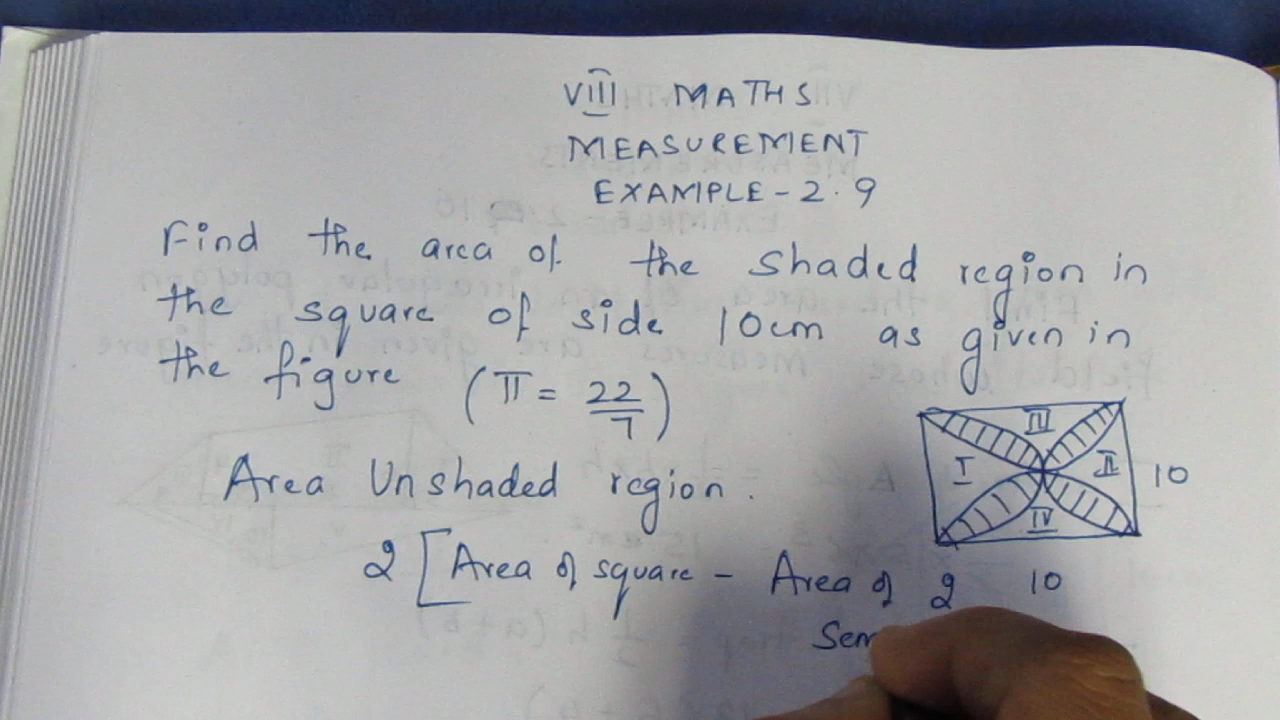 VIII MATHS
MEASUREMENT
EXAMPLE - 2.9
Find the area of the shaded region in
the square of side 10cm as given in
the figure (π = 22/7)
III
I II 10
IV
Area Unshaded region.
2 [Area of square - Area of 2
10
Sem